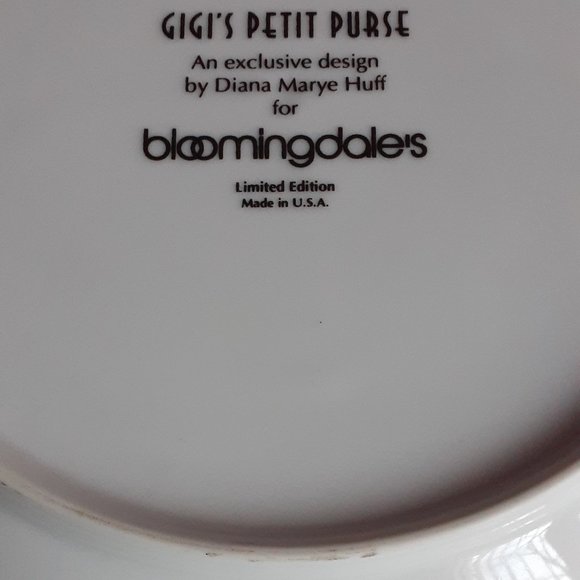 GIGI'S PETIT PURSE
An exclusive design
by Diana Marye Huff
for
bloomingdale's
Limited Edition
Made in U.S.A.